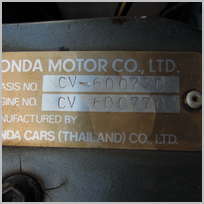 ONDA MOTOR CO., LTD.
ASIS NO.
GINE NO. CV
NUFACTURED BY
NDA CARS (THAILAND) CO., LTD.